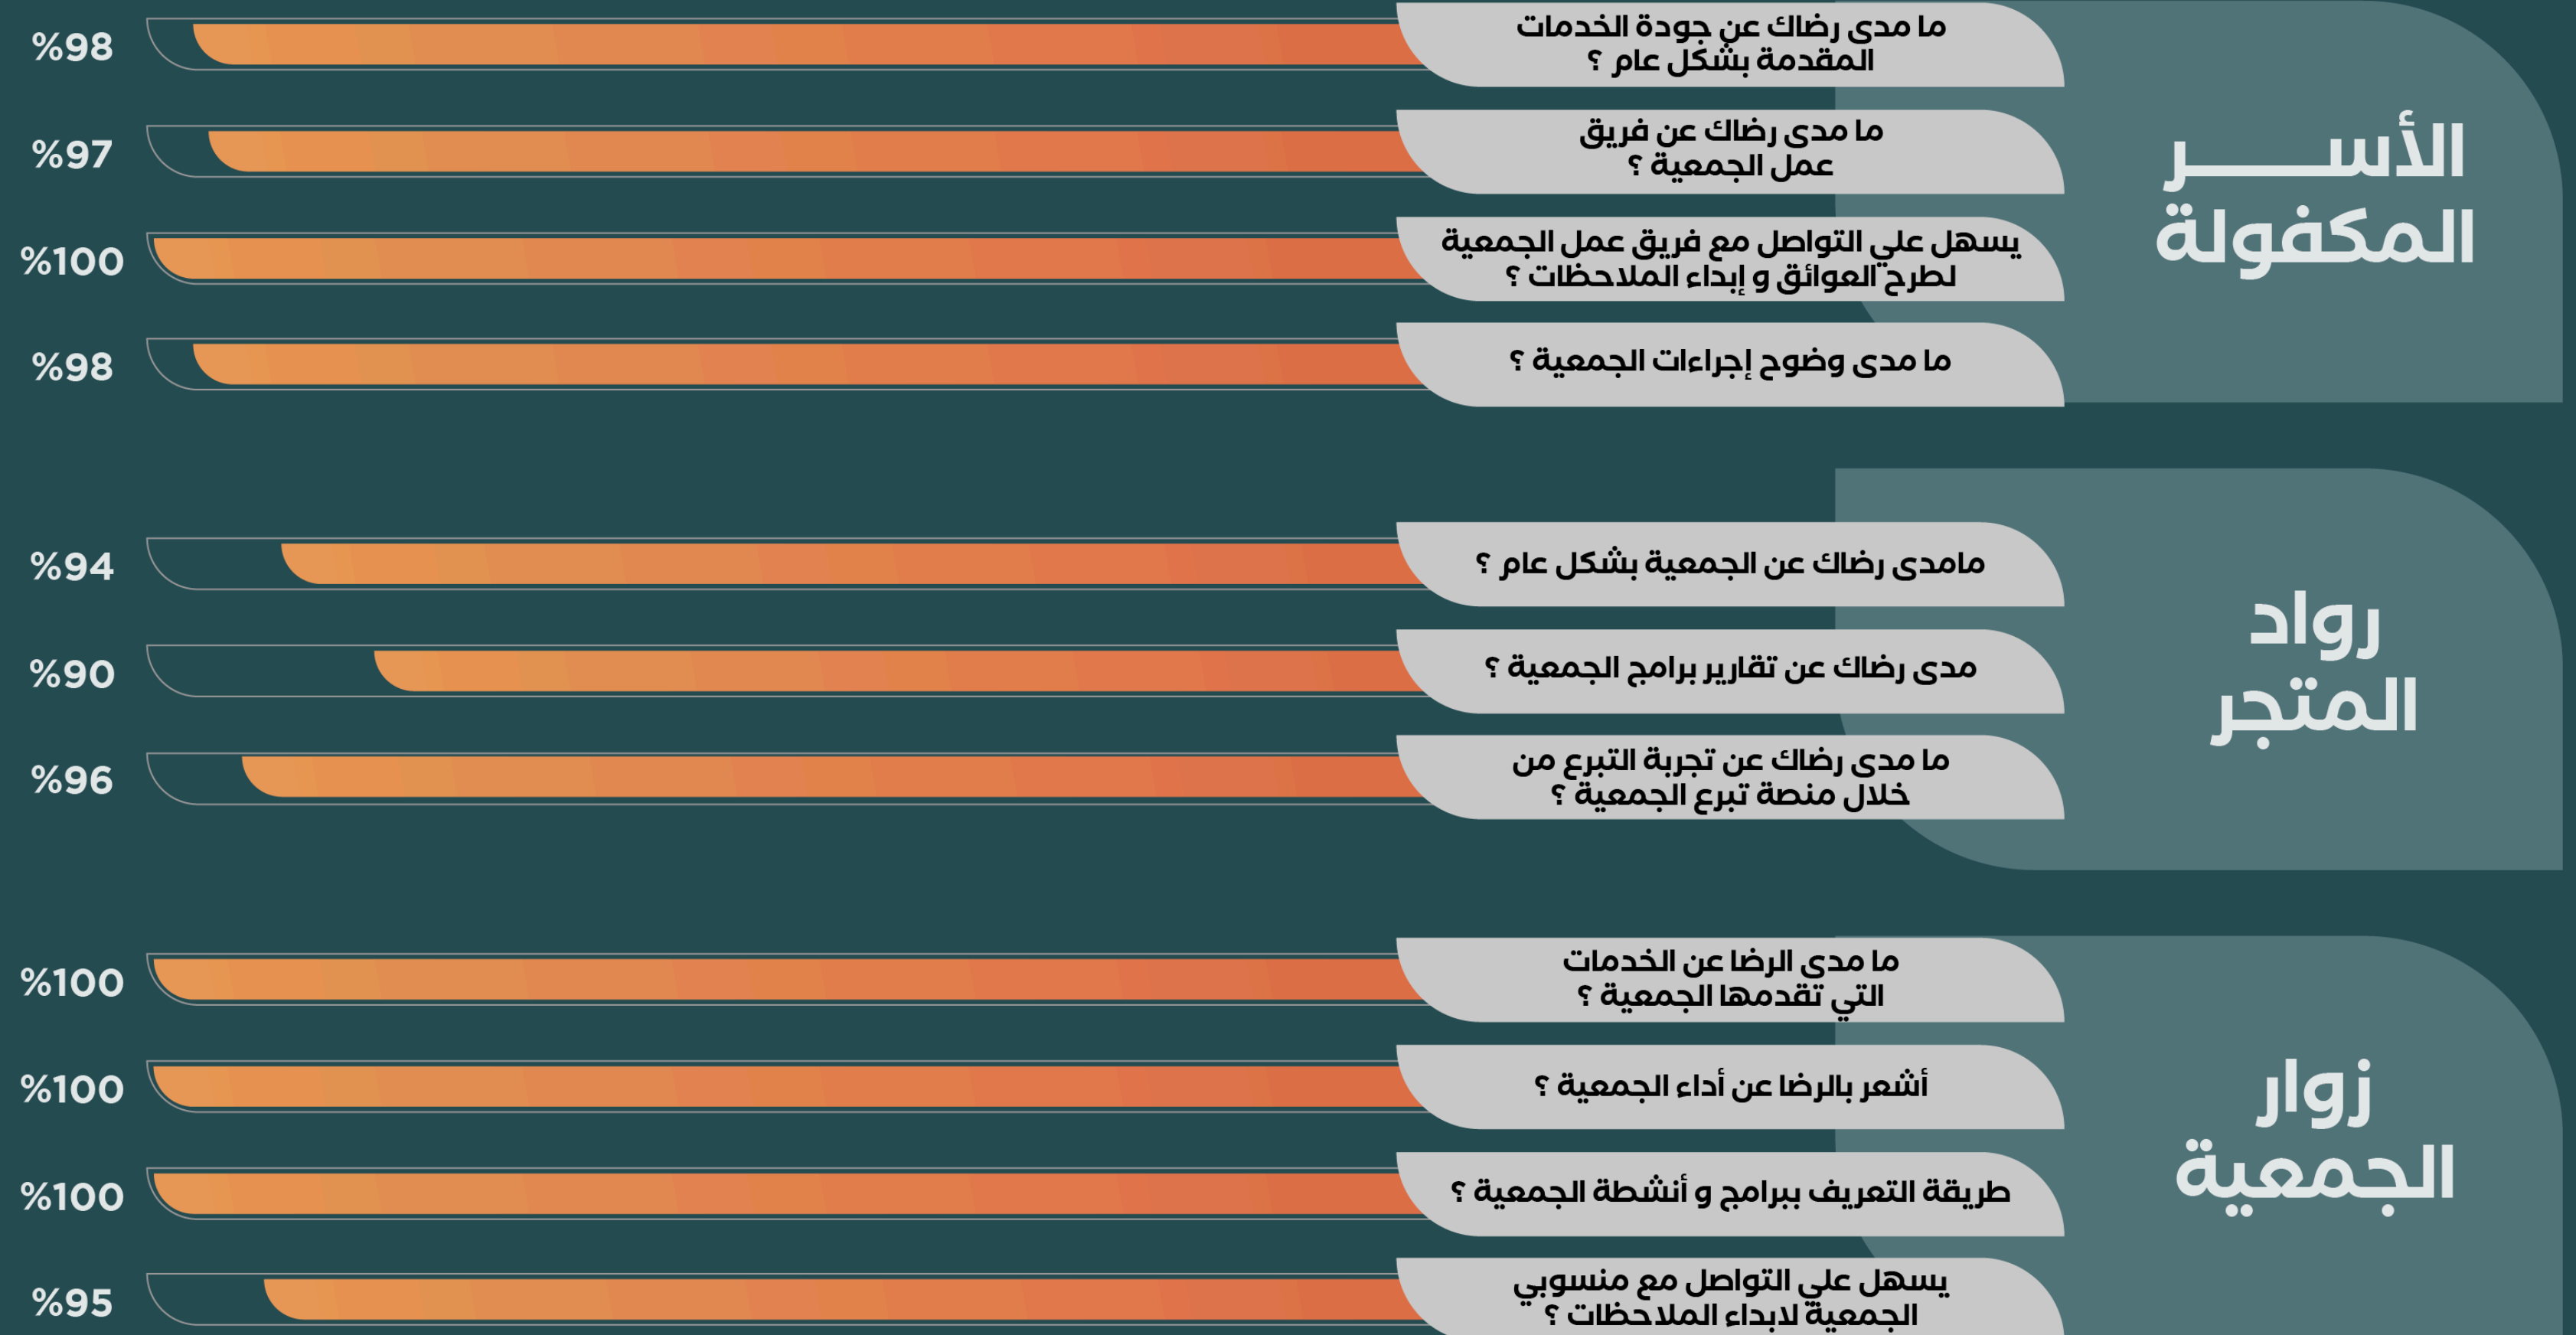 الأســـــر
المكفولة
ما مدى رضاك عن جودة الخدمات
المقدمة بشكل عام ؟
%98
ما مدى رضاك عن فريق
عمل الجمعية ؟
%97
يسهل علي التواصل مع فريق عمل الجمعية
لطرح العوائق و إبداء الملاحظات ؟
%100
ما مدى وضوح إجراءات الجمعية ؟
%98
رواد
المتجر
مامدى رضاك عن الجمعية بشكل عام ؟
%94
مدى رضاك عن تقارير برامج الجمعية ؟
%90
ما مدى رضاك عن تجربة التبرع من
خلال منصة تبرع الجمعية ؟
%96
زوار
الجمعية
ما مدى الرضا عن الخدمات
التي تقدمها الجمعية ؟
%100
أشعر بالرضا عن أداء الجمعية ؟
%100
طريقة التعريف ببرامج و أنشطة الجمعية ؟
%100
يسهل علي التواصل مع منسوبي
الجمعية لابداء الملاحظات ؟
%95